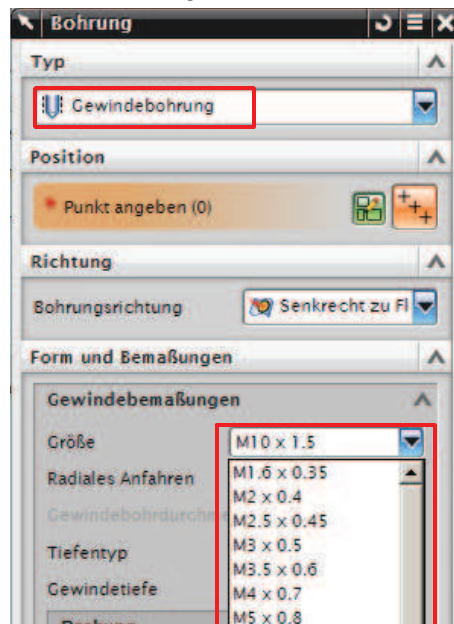 Bohrung
Typ
Gewindebohrung
Position
* Punkt angeben (0)
Richtung
Bohrungsrichtung Senkrecht zu Fl
Form und Bemaßungen
Gewindebemaßungen
Größe M10 x 1.5
Radiales Anfahren M1.6 x 0.35
M2 x 0.4
Gewindebohrdurchme M2.5 x 0.45
Tiefentyp M3 x 0.5
M3.5 x 0.6
Gewindetiefe M4 x 0.7
M5 x 0.8